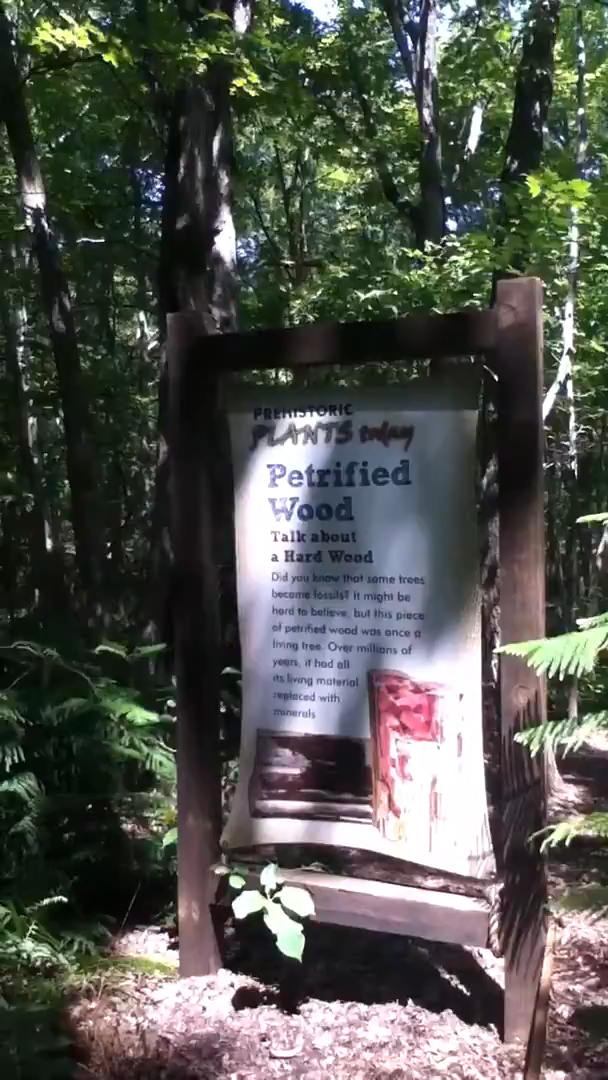 PREHISTORIC
PLANTS today
Petrified
Wood
Talk about
a Hard Wood
Did you know that some trees
became fossils? It might be
hard to believe, but this piece
of petrified wood was once a
living tree. Over millions of
years, it had all
its living material
replaced with
minerals